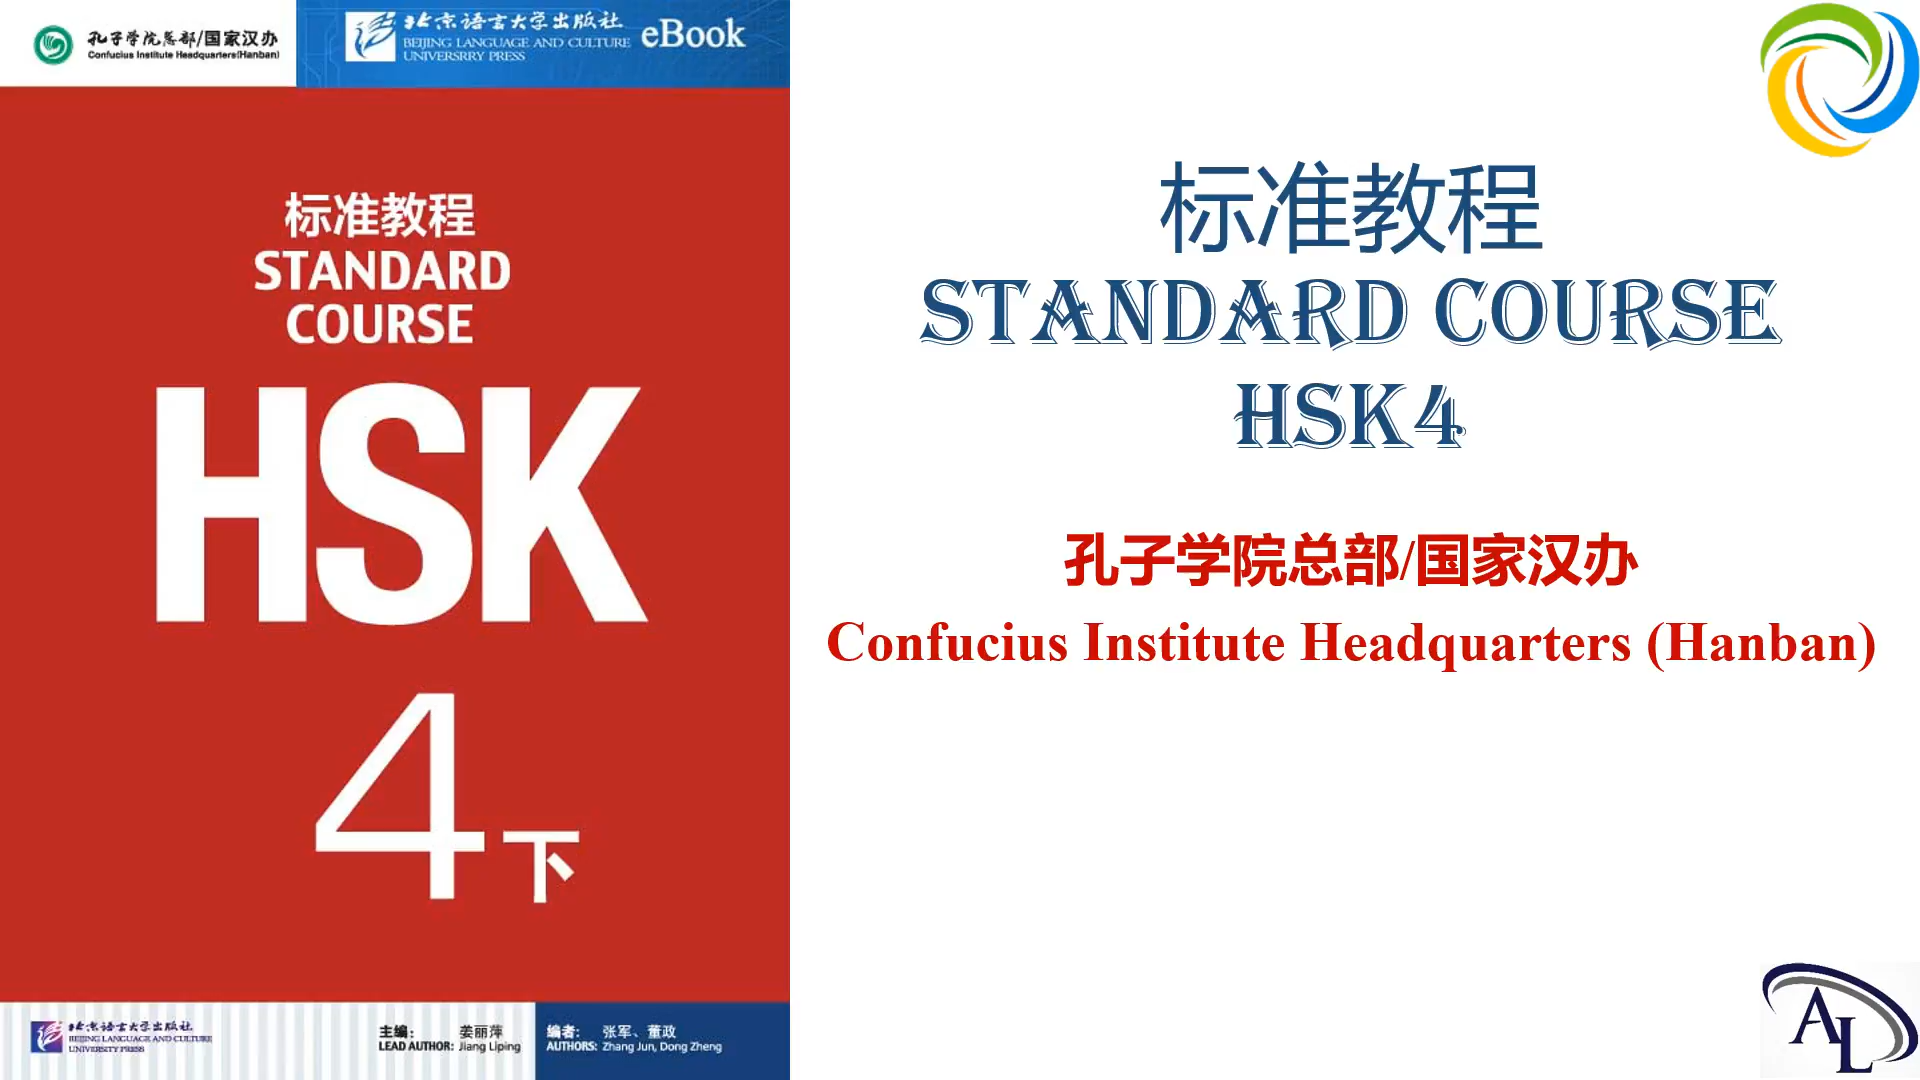 孔子学院总部/国家汉办
Confucius Institute Headquarters(Hanban)
北京语言大学出版社
BEIJING LANGUAGE AND CULTURE
UNIVERSRRY PRESS
eBook
标准教程
STANDARD
COURSE
HSK
4下
北京语言大学出版社
BEIJING LANGUAGE AND CULTURE
UNIVERSITY PRESS
主编： 姜丽萍
LEAD AUTHOR: Jiang Liping
编者： 张军、董政
AUTHORS: Zhang Jun, Dong Zheng
标准教程
STANDARD COURSE
HSK4
孔子学院总部/国家汉办
Confucius Institute Headquarters (Hanban)
AL